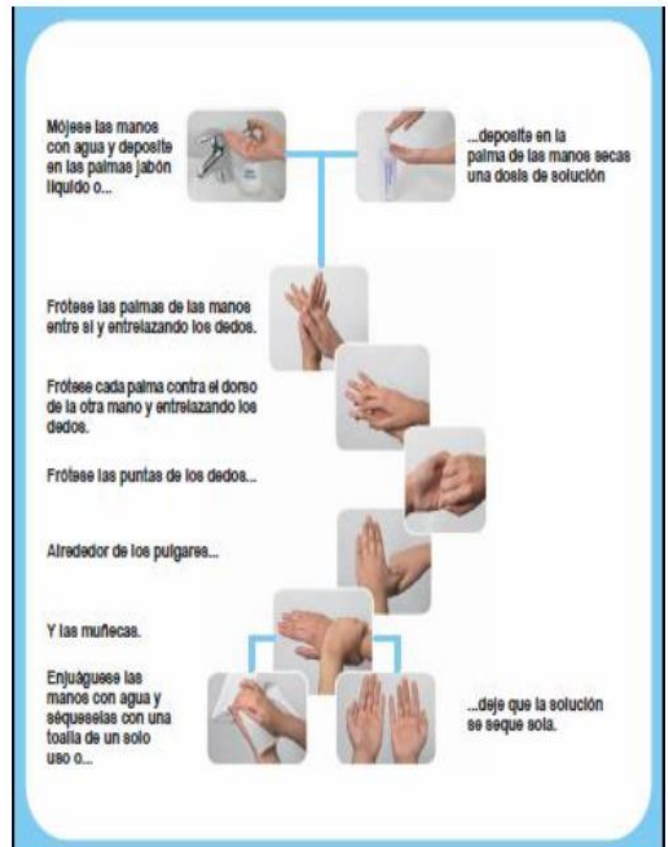 Mójese las manos
con agua y deposite
en las palmas jabón
líquido o...
...deposite en la
palma de las manos secas
una dosis de solución
Frótese las palmas de las manos
entre sí y entrelazando los dedos.
Frótese cada palma contra el dorso
de la otra mano y entrelazando los
dedos.
Frótese las puntas de los dedos...
Alrededor de los pulgares...
Y las muñecas.
Enjuáguese las
manos con agua y
séqueselas con una
toalla de un solo
uso o...
...deje que la solución
se seque sola.